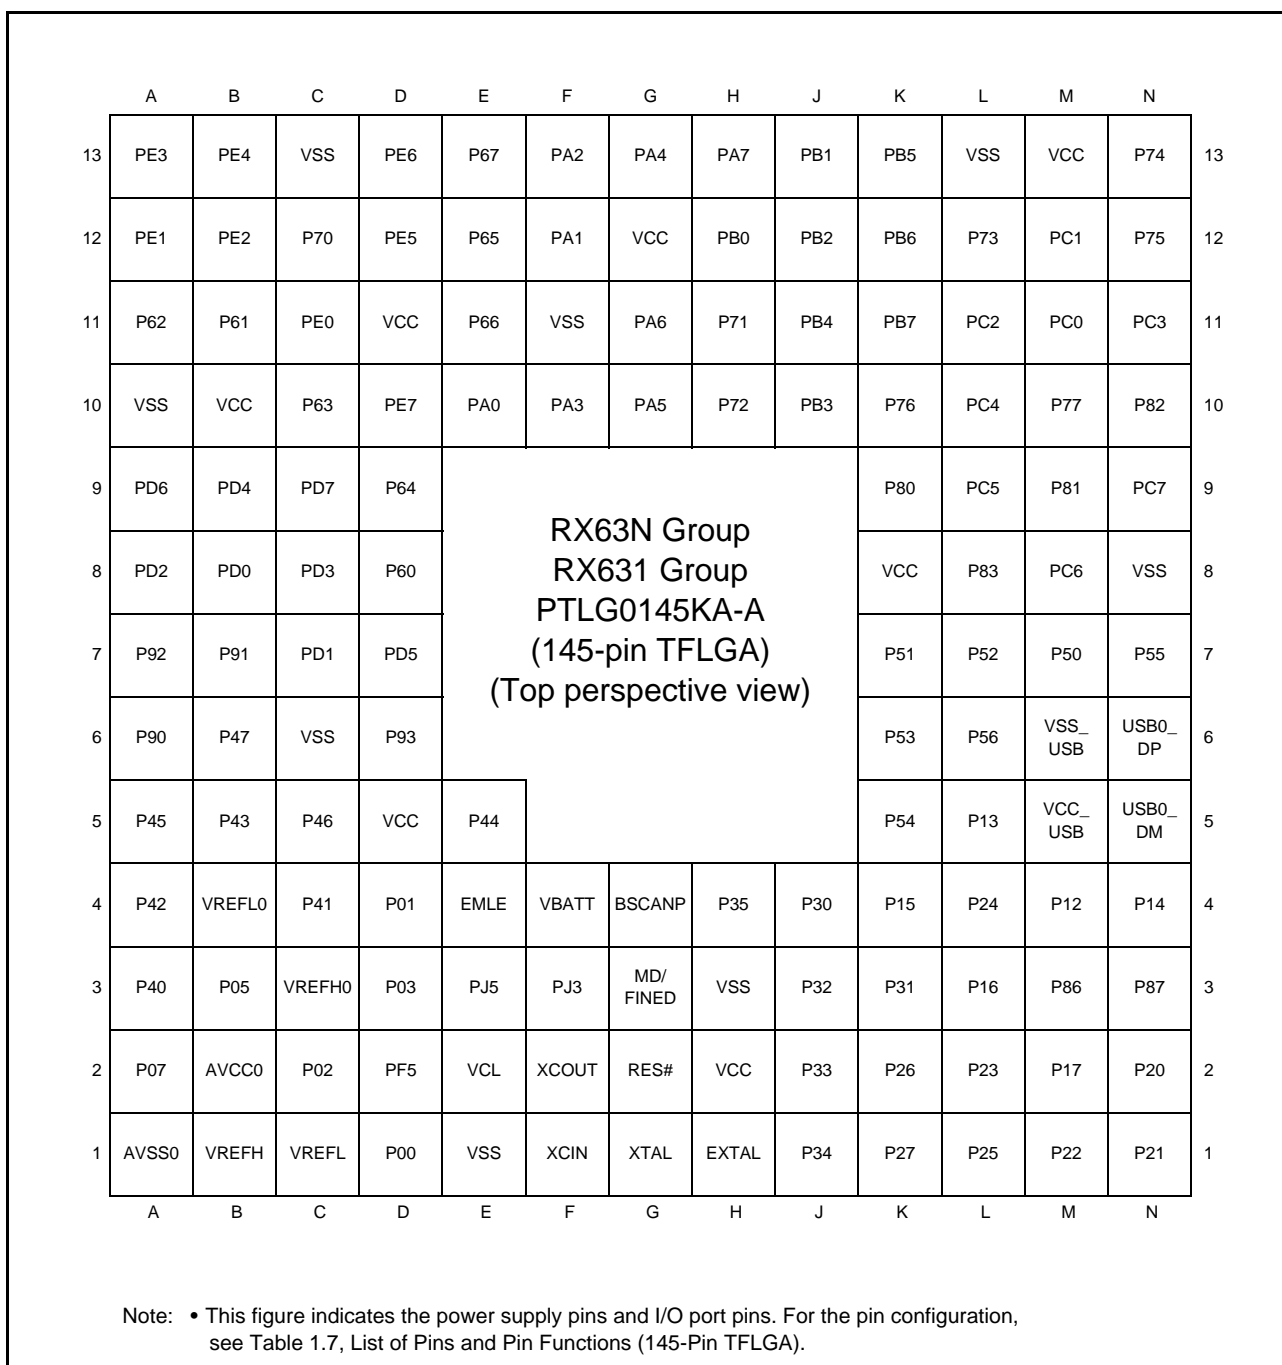 A B C D E F G H J K L M N
13 PE3 PE4 VSS PE6 P67 PA2 PA4 PA7 PB1 PB5 VSS VCC P74 13
12 PE1 PE2 P70 PE5 P65 PA1 VCC PB0 PB2 PB6 P73 PC1 P75 12
11 P62 P61 PE0 VCC P66 VSS PA6 P71 PB4 PB7 PC2 PC0 PC3 11
10 VSS VCC P63 PE7 PA0 PA3 PA5 P72 PB3 P76 PC4 P77 P82 10
9 PD6 PD4 PD7 P64 P80 PC5 P81 PC7 9
RX63N Group
8 PD2 PD0 PD3 P60 RX631 Group VCC P83 PC6 VSS 8
PTLG0145KA-A
7 P92 P91 PD1 PD5 (145-pin TFLGA) P51 P52 P50 P55 7
(Top perspective view)
6 P90 P47 VSS P93 P53 P56 VSS_ USB USB0_ DP 6
5 P45 P43 P46 VCC P44 P54 P13 VCC_ USB USB0_ DM 5
4 P42 VREFL0 P41 P01 EMLE VBATT BSCANP P35 P30 P15 P24 P12 P14 4
3 P40 P05 VREFH0 P03 PJ5 PJ3 MD/ FINED VSS P32 P31 P16 P86 P87 3
2 P07 AVCC0 P02 PF5 VCL XCOUT RES# VCC P33 P26 P23 P17 P20 2
1 AVSS0 VREFH VREFL P00 VSS XCIN XTAL EXTAL P34 P27 P25 P22 P21 1
A B C D E F G H J K L M N
Note: • This figure indicates the power supply pins and I/O port pins. For the pin configuration,
see Table 1.7, List of Pins and Pin Functions (145-Pin TFLGA).